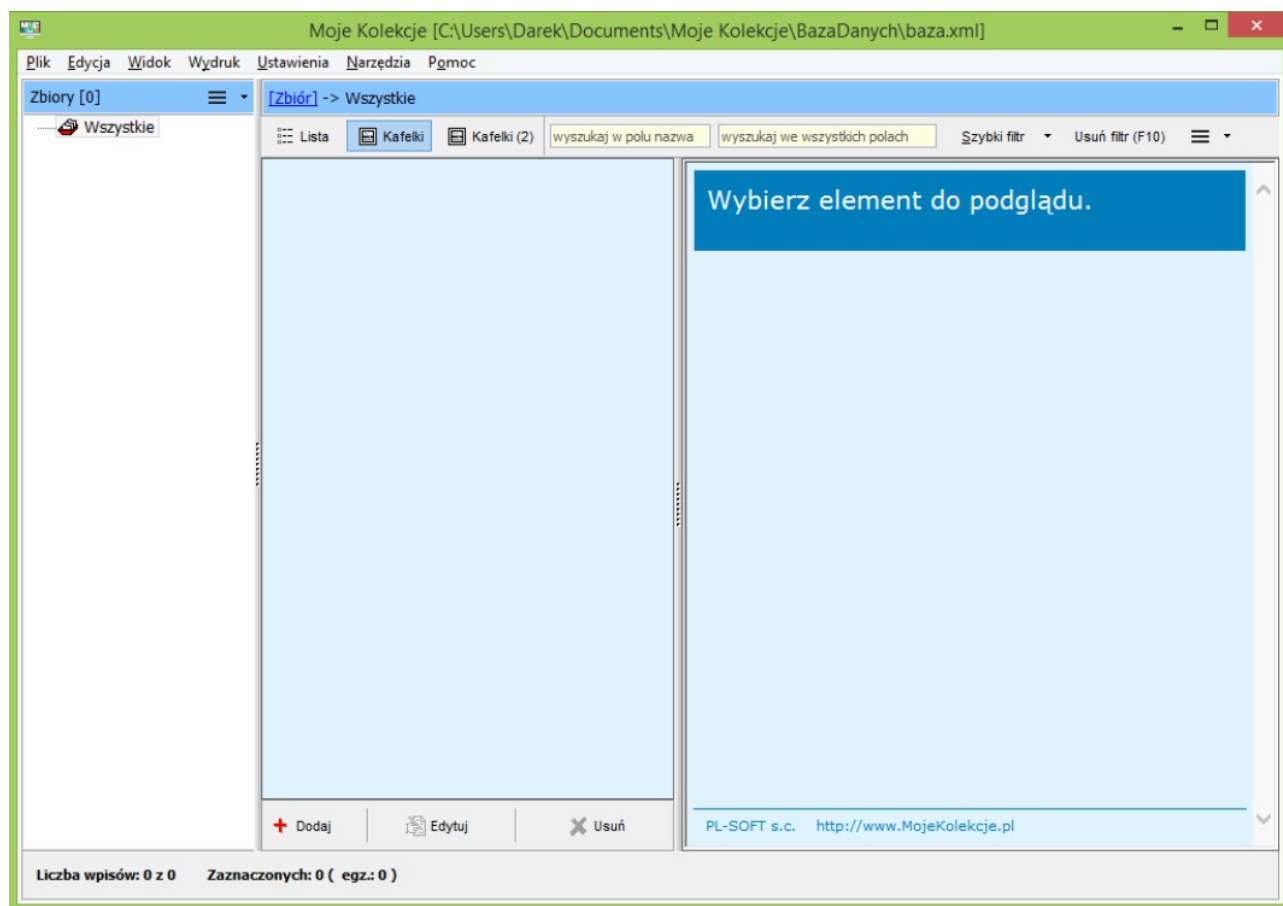 Moje Kolekcje [C:\Users\Darek\Documents\Moje Kolekcje\BazaDanych\baza.xml]
Plik Edycja Widok Wydruk Ustawienia Narzędzia Pomoc
Zbiory [0]
[Zbiór] -> Wszystkie
Wszystkie
Lista Kafelki Kafelki (2) wyszukaj w polu nazwa wyszukaj we wszystkich polach Szybki filtr Usuń filtr (F10)
Wybierz element do podglądu.
Dodaj Edytuj Usuń
PL-SOFT s.c. http://www.MojeKolekcje.pl
Liczba wpisów: 0 z 0 Zaznaczonych: 0 ( egz.: 0 )